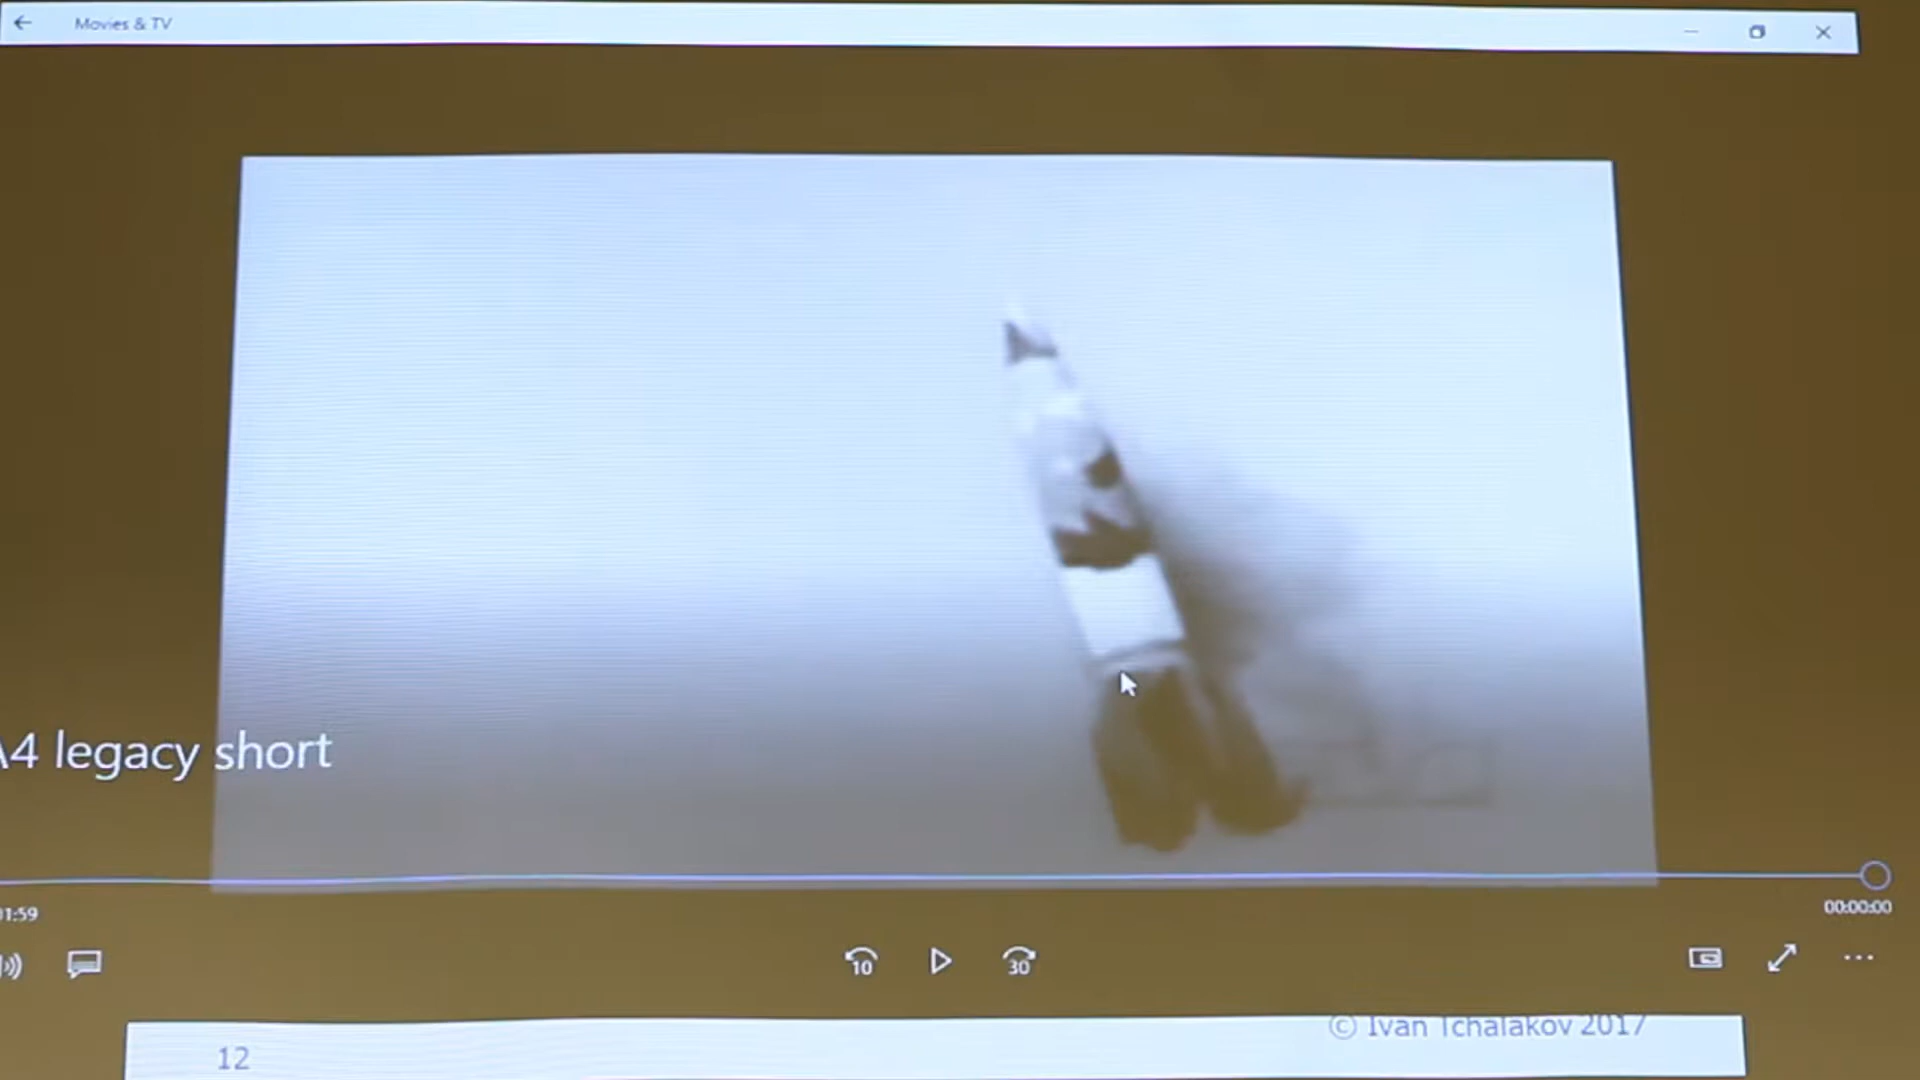 Movies & TV
A4 legacy short
01:59
00:00:00
10
30
© Ivan Tchalakov 2017
12